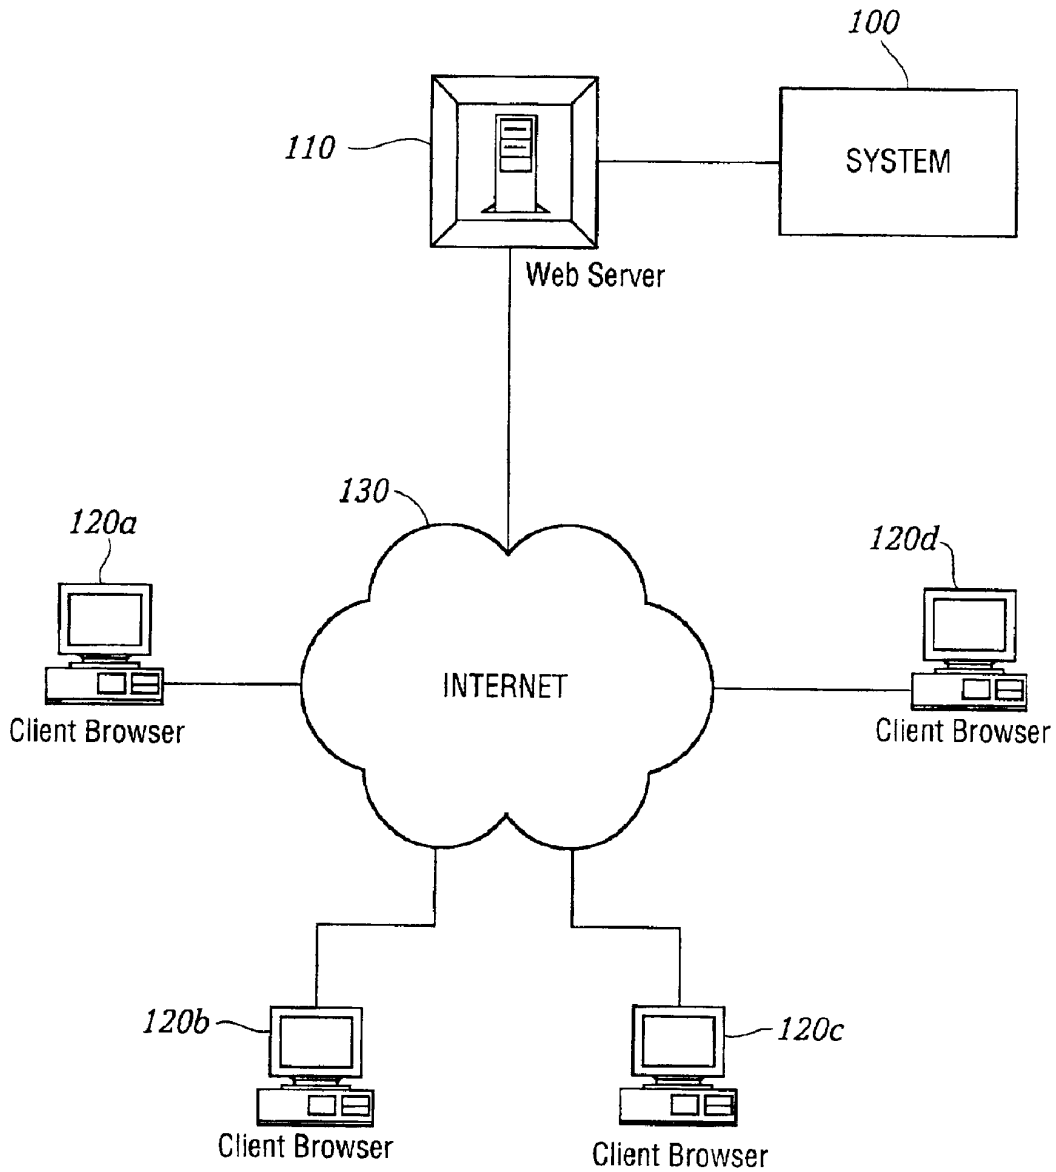 100
110
SYSTEM
Web Server
130
120a
120d
INTERNET
Client Browser
Client Browser
120b
120c
Client Browser
Client Browser